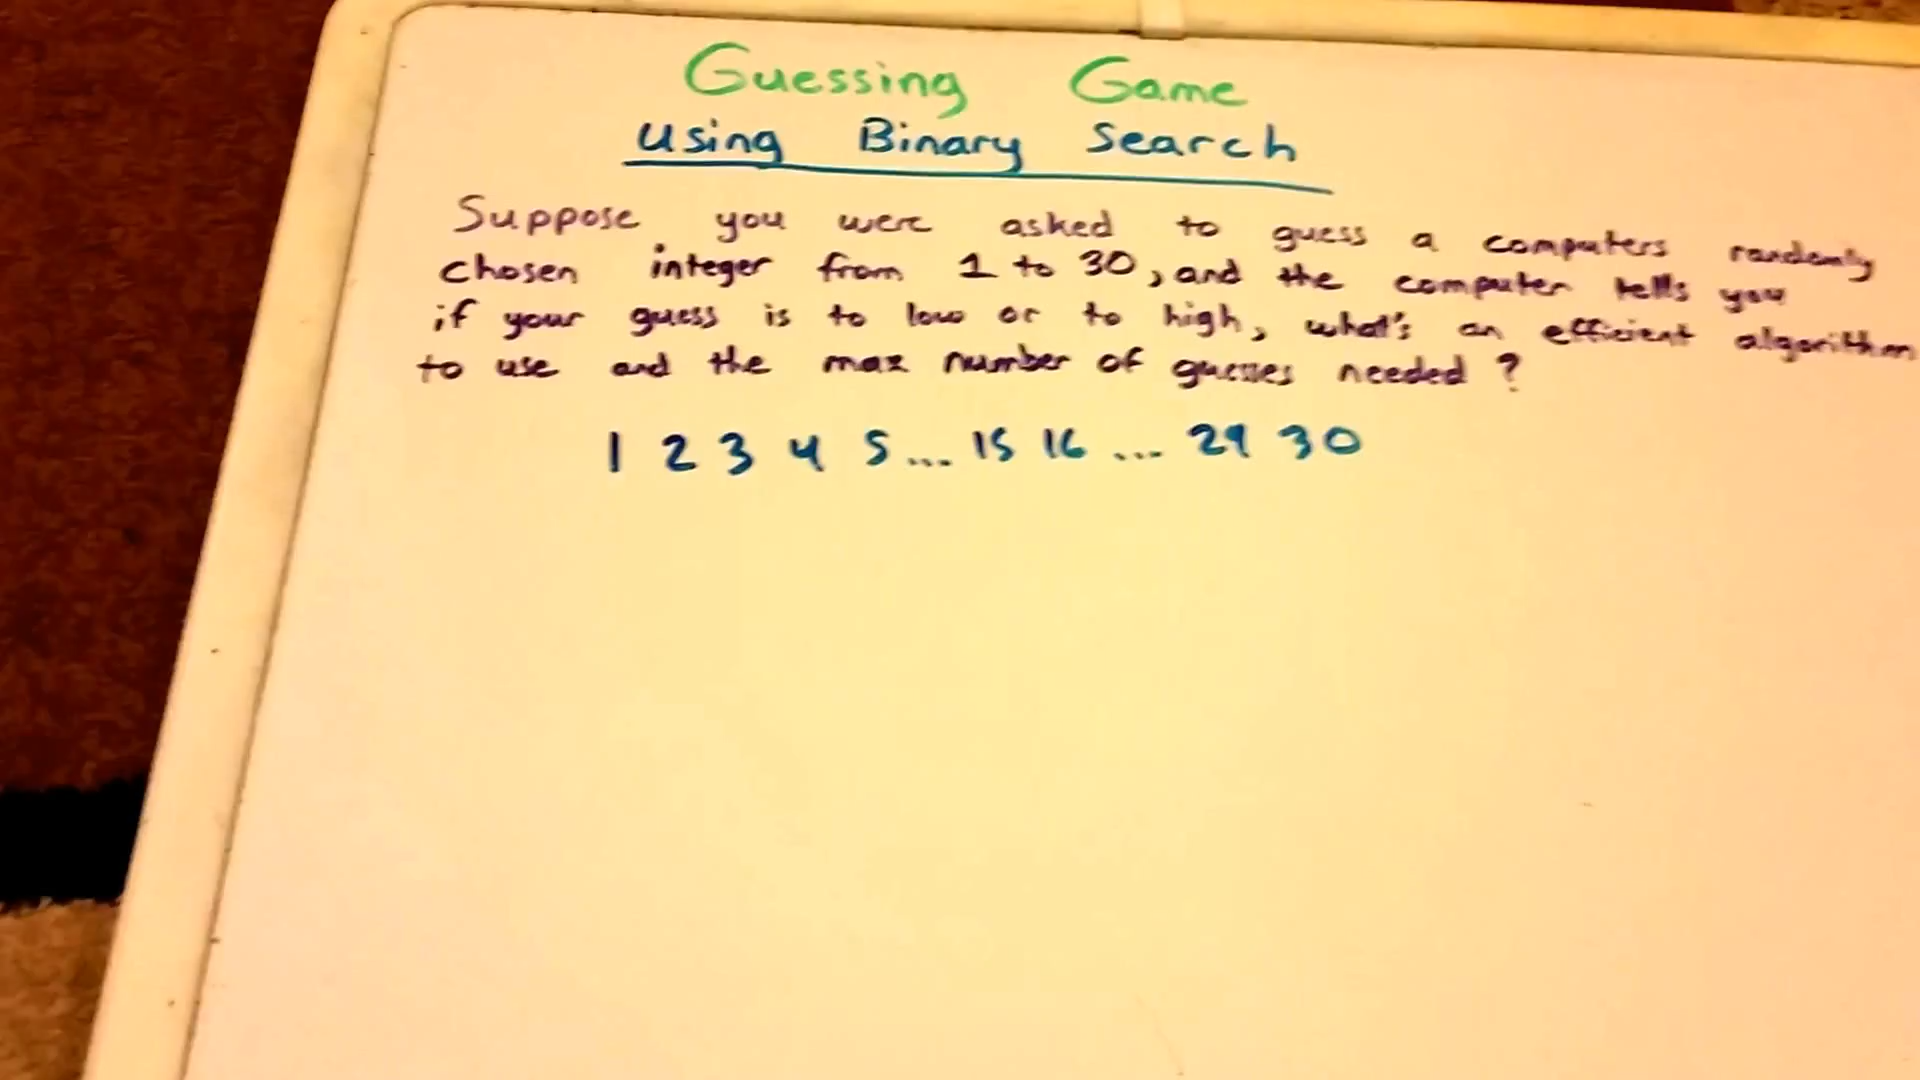 Guessing Game
Using Binary Search
Suppose you were asked to guess a computers randomly
chosen integer from 1 to 30, and the computer tells you
if your guess is to low or to high, what's an efficient algorithm
to use and the max number of guesses needed ?
1 2 3 4 5 ... 15 16 ... 29 30